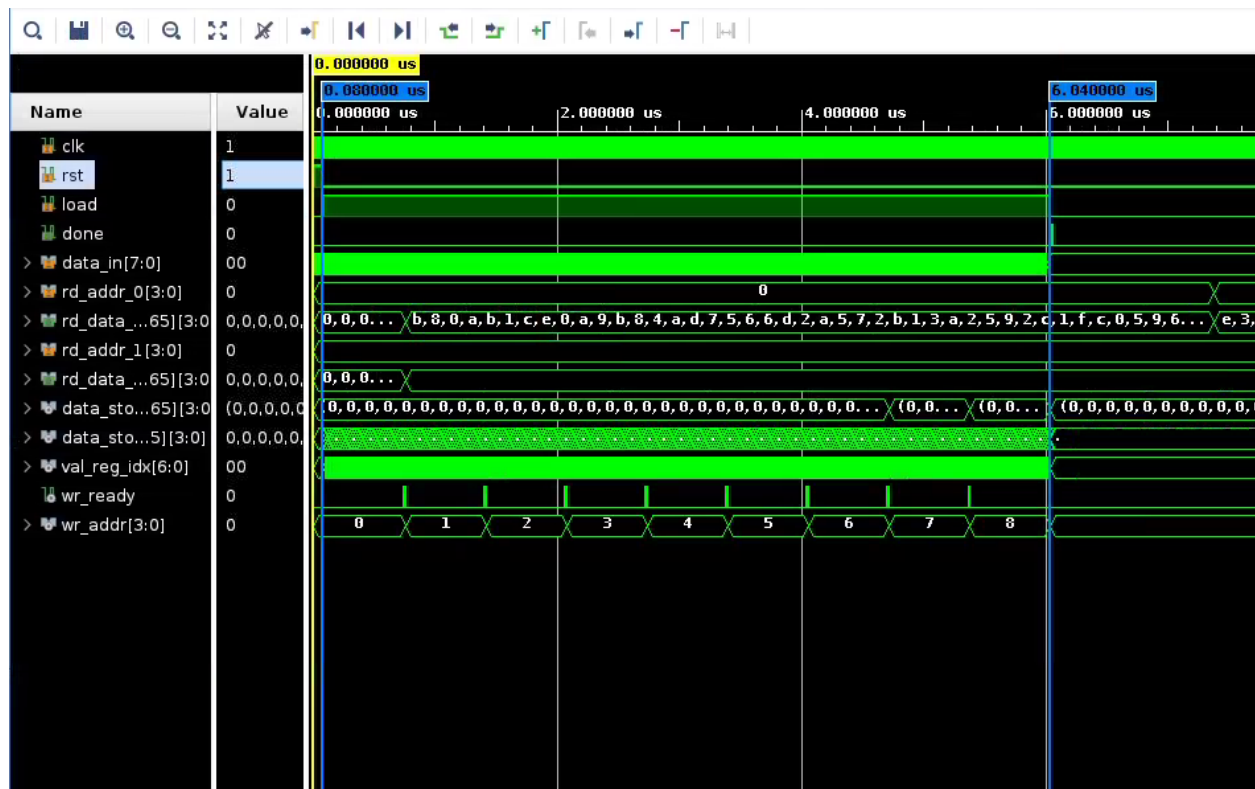 0.000000 us
0.080000 us 6.040000 us
Name Value 0.000000 us 2.000000 us 4.000000 us 6.000000 us
clk 1
rst 1
load 0
done 0
data_in[7:0] 00
rd_addr_0[3:0] 0 0
rd_data_...65][3:0 0,0,0,0,0, 0,0,0... b,8,0,a,b,1,c,e,0,a,9,b,8,4,a,d,7,5,6,6,d,2,a,5,7,2,b,1,3,a,2,5,9,2,c,1,f,c,0,5,9,6... e,3,
rd_addr_1[3:0] 0
rd_data_...65][3:0 0,0,0,0,0, 0,0,0...
data_sto...65][3:0 (0,0,0,0,0 0,0,0,0,0,0,0,0,0,0,0,0,0,0,0,0,0,0,0,0,0,0,0,0,0,0... (0,0... (0,0... (0,0,0,0,0,0,0,0,0,0,0
data_sto...5][3:0] 0,0,0,0,0,
val_reg_idx[6:0] 00
wr_ready 0
wr_addr[3:0] 0 0 1 2 3 4 5 6 7 8